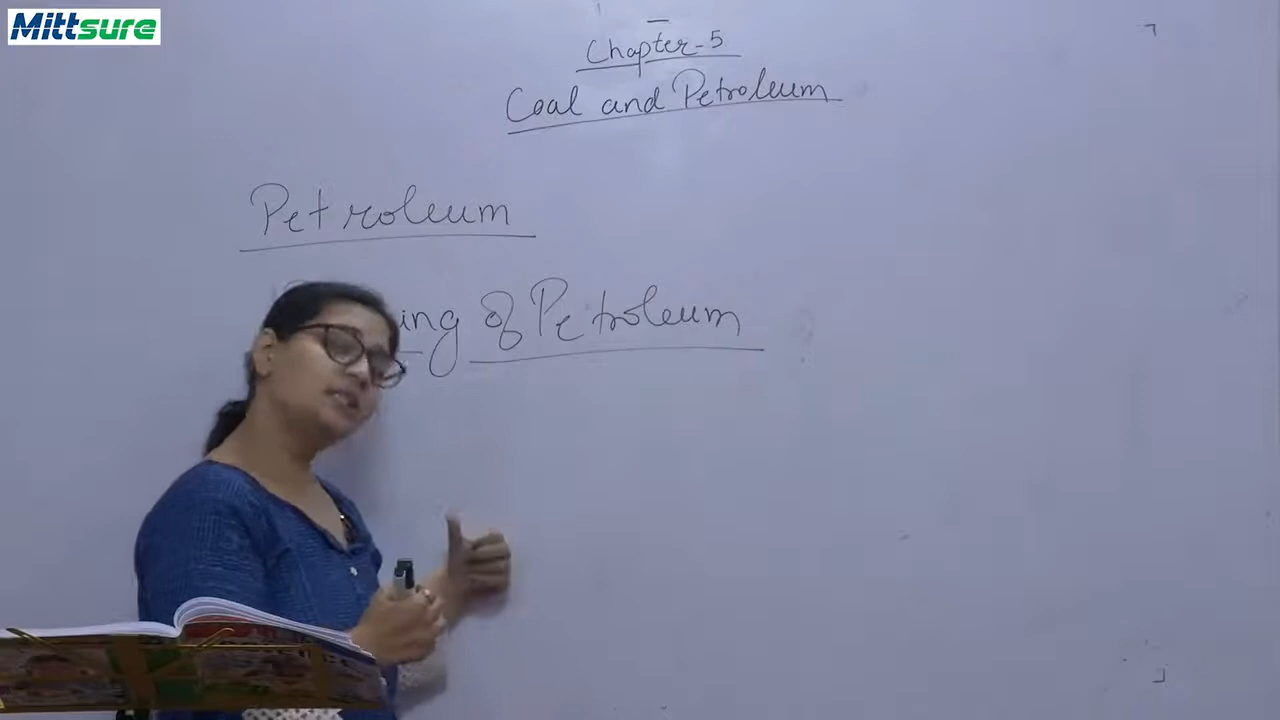 Mittsure
Chapter-5
Coal and Petroleum
Petroleum
ing of Petroleum